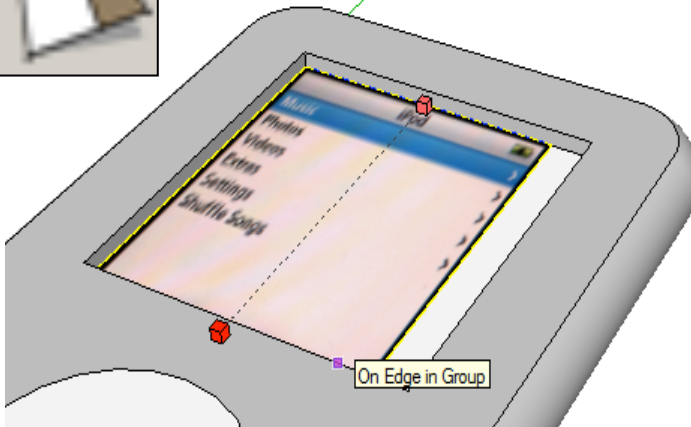 iPod
Music
Photos
Videos
Extras
Settings
Shuffle Songs
On Edge in Group